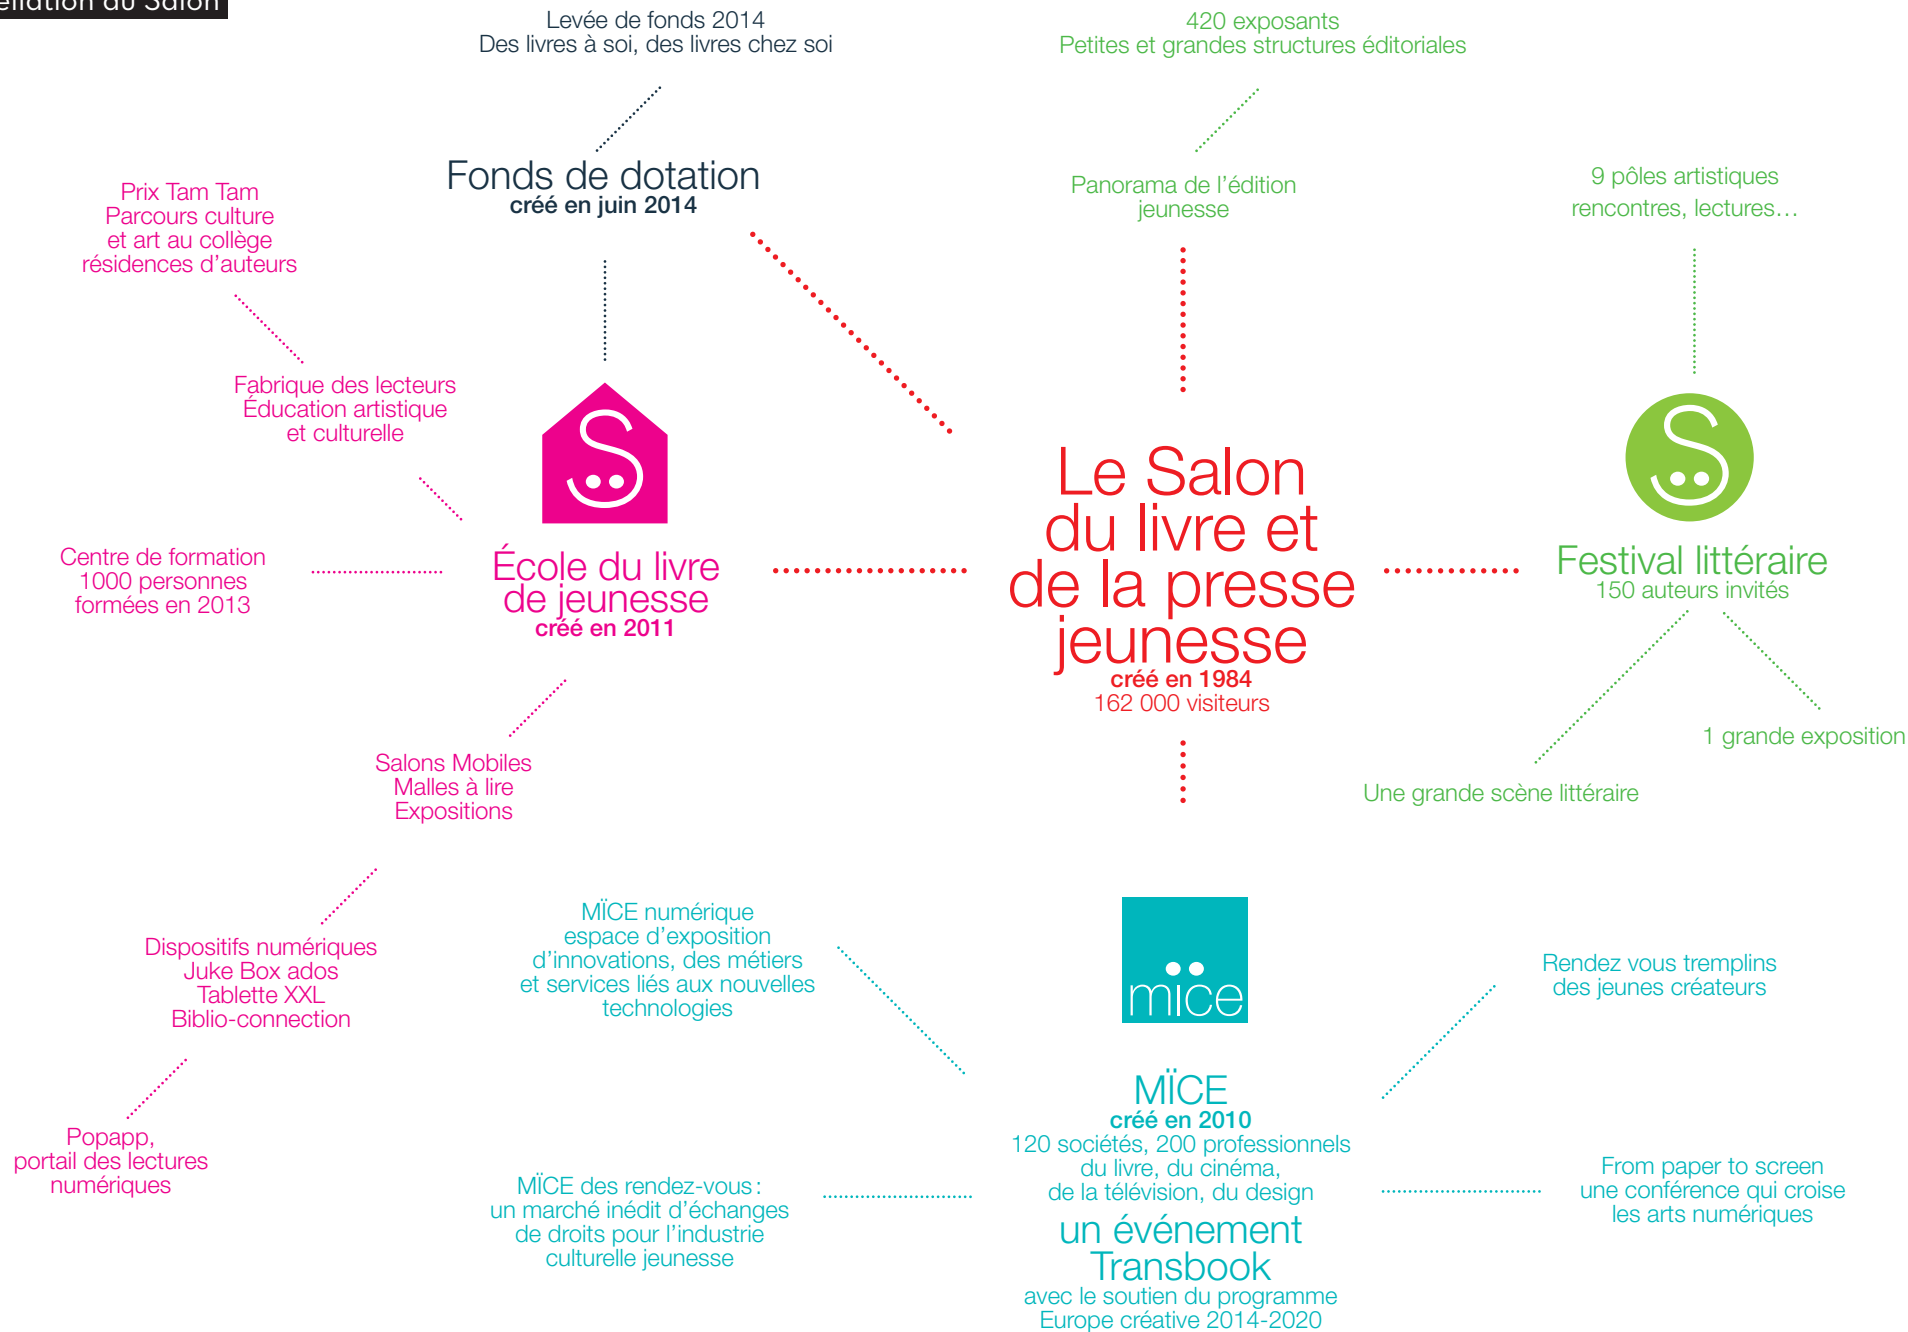 du Salon
Levée de fonds 2014
Des livres à soi, des livres chez soi
420 exposants
Petites et grandes structures éditoriales
Fonds de dotation
créé en juin 2014
Panorama de l’édition
jeunesse
9 pôles artistiques
rencontres, lectures…
Prix Tam Tam
Parcours culture
et art au collège
résidences d’auteurs
Fabrique des lecteurs
Éducation artistique
et culturelle
Centre de formation
1000 personnes
formées en 2013
École du livre
de jeunesse
créé en 2011
Le Salon
du livre et
de la presse
jeunesse
créé en 1984
162 000 visiteurs
Festival littéraire
150 auteurs invités
1 grande exposition
Une grande scène littéraire
Salons Mobiles
Malles à lire
Expositions
Dispositifs numériques
Juke Box ados
Tablette XXL
Biblio-connection
Popapp,
portail des lectures
numériques
MÏCE numérique
espace d’exposition
d’innovations, des métiers
et services liés aux nouvelles
technologies
MÏCE des rendez-vous :
un marché inédit d’échanges
de droits pour l’industrie
culturelle jeunesse
mïce
MÏCE
créé en 2010
120 sociétés, 200 professionnels
du livre, du cinéma,
de la télévision, du design
un événement
Transbook
avec le soutien du programme
Europe créative 2014-2020
Rendez vous tremplins
des jeunes créateurs
From paper to screen
une conférence qui croise
les arts numériques